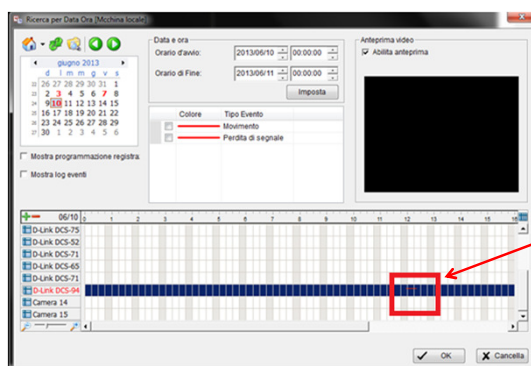 Ricerca per Data Ora [Mcchina locale]
giugno 2013
d l m m g v s
22 26 27 28 29 30 31 1
23 2 3 4 5 6 7 8
24 9 10 11 12 13 14 15
25 16 17 18 19 20 21 22
26 23 24 25 26 27 28 29
27 30 1 2 3 4 5 6
Mostra programmazione registra:
Mostra log eventi
Data e ora
Orario d'avvio: 2013/06/10 00:00:00
Orario di Fine: 2013/06/11 00:00:00
Imposta
Colore Tipo Evento
Movimento
Perdita di segnale
Anteprima video
Abilita anteprima
06/10 0 1 2 3 4 5 6 7 8 9 10 11 12 13 14 15 16
D-Link DCS-75
D-Link DCS-52
D-Link DCS-71
D-Link DCS-65
D-Link DCS-71
D-Link DCS-94
Camera 14
Camera 15
OK Cancella